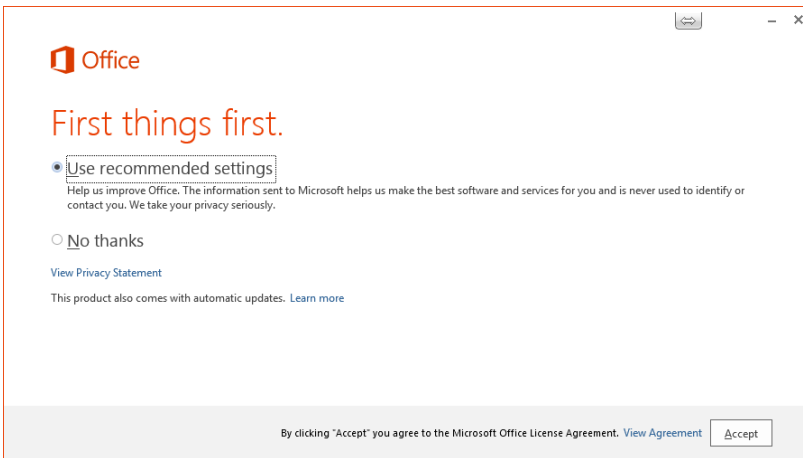 Office
First things first.
Use recommended settings
Help us improve Office. The information sent to Microsoft helps us make the best software and services for you and is never used to identify or
contact you. We take your privacy seriously.
No thanks
View Privacy Statement
This product also comes with automatic updates. Learn more
By clicking "Accept" you agree to the Microsoft Office License Agreement. View Agreement Accept